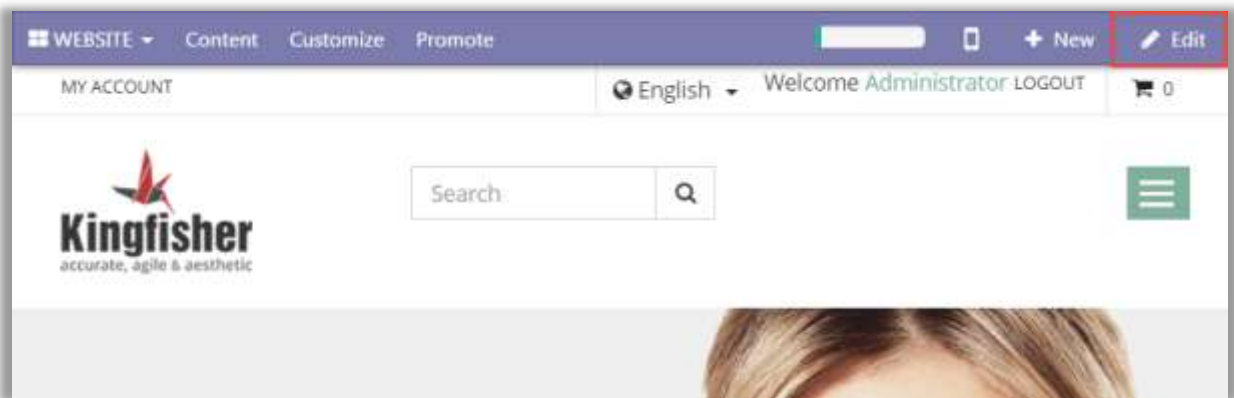 WEBSITE Content Customize Promote New Edit
MY ACCOUNT English Welcome Administrator LOGOUT 0
Search
Kingfisher
accurate, agile & aesthetic